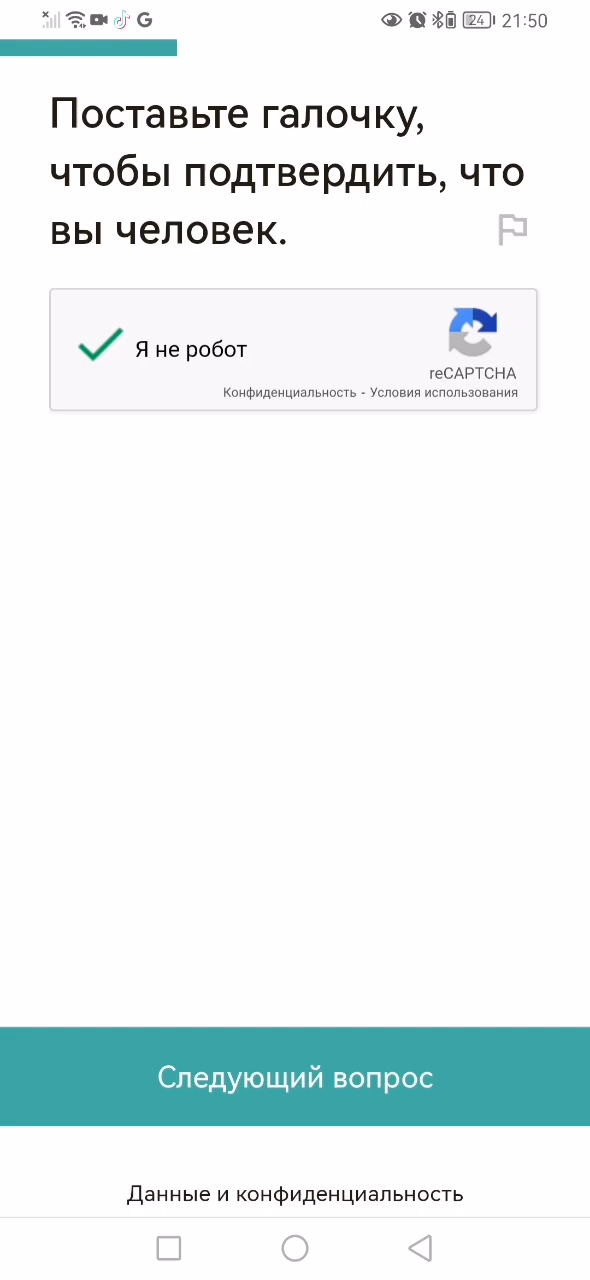 24 21:50
Поставьте галочку,
чтобы подтвердить, что
вы человек.
Я не робот
reCAPTCHA
Конфиденциальность - Условия использования
Следующий вопрос
Данные и конфиденциальность